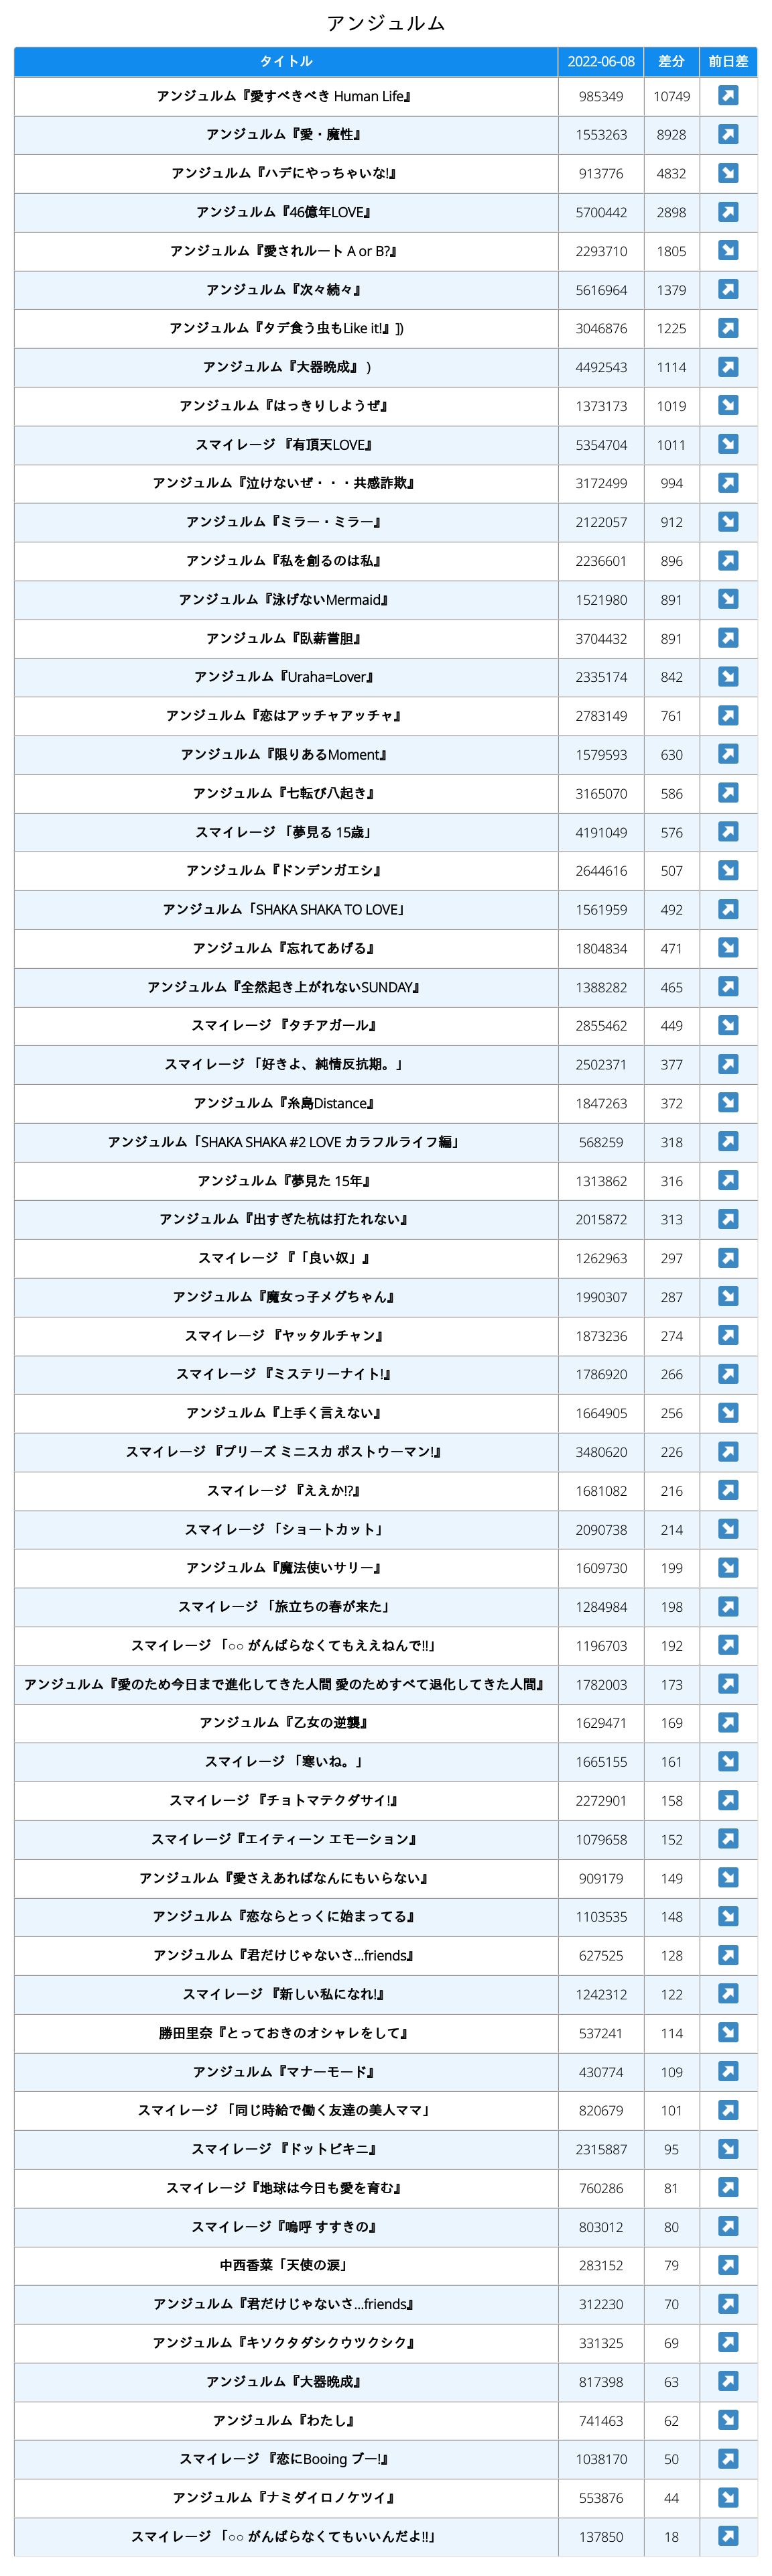 アンジュルム
タイトル 2022-06-08 差分 前日差
アンジュルム『愛すべきべき Human Life』 985349 10749
アンジュルム『愛・魔性』 1553263 8928
アンジュルム『ハデにやっちゃいな!』 913776 4832
アンジュルム『46億年LOVE』 5700442 2898
アンジュルム『愛されルート A or B?』 2293710 1805
アンジュルム『次々続々』 5616964 1379
アンジュルム『タデ食う虫もLike it!』]) 3046876 1225
アンジュルム『大器晩成』 ) 4492543 1114
アンジュルム『はっきりしようぜ』 1373173 1019
スマイレージ 『有頂天LOVE』 5354704 1011
アンジュルム『泣けないぜ・・・共感詐欺』 3172499 994
アンジュルム『ミラー・ミラー』 2122057 912
アンジュルム『私を創るのは私』 2236601 896
アンジュルム『泳げないMermaid』 1521980 891
アンジュルム『臥薪嘗胆』 3704432 891
アンジュルム『Uraha=Lover』 2335174 842
アンジュルム『恋はアッチャアッチャ』 2783149 761
アンジュルム『限りあるMoment』 1579593 630
アンジュルム『七転び八起き』 3165070 586
スマイレージ 「夢見る 15歳」 4191049 576
アンジュルム『ドンデンガエシ』 2644616 507
アンジュルム「SHAKA SHAKA TO LOVE」 1561959 492
アンジュルム『忘れてあげる』 1804834 471
アンジュルム『全然起き上がれないSUNDAY』 1388282 465
スマイレージ 『タチアガール』 2855462 449
スマイレージ 「好きよ、純情反抗期。」 2502371 377
アンジュルム『糸島Distance』 1847263 372
アンジュルム「SHAKA SHAKA #2 LOVE カラフルライフ編」 568259 318
アンジュルム『夢見た 15年』 1313862 316
アンジュルム『出すぎた杭は打たれない』 2015872 313
スマイレージ 『「良い奴」』 1262963 297
アンジュルム『魔女っ子メグちゃん』 1990307 287
スマイレージ 『ヤッタルチャン』 1873236 274
スマイレージ 『ミステリーナイト!』 1786920 266
アンジュルム『上手く言えない』 1664905 256
スマイレージ 『プリーズ ミニスカ ポストウーマン!』 3480620 226
スマイレージ 『ええか!?』 1681082 216
スマイレージ 「ショートカット」 2090738 214
アンジュルム『魔法使いサリー』 1609730 199
スマイレージ 「旅立ちの春が来た」 1284984 198
スマイレージ 「○○ がんばらなくてもええねんで!!」 1196703 192
アンジュルム『愛のため今日まで進化してきた人間 愛のためすべて退化してきた人間』 1782003 173
アンジュルム『乙女の逆襲』 1629471 169
スマイレージ 「寒いね。」 1665155 161
スマイレージ 『チョトマテクダサイ!』 2272901 158
スマイレージ『エイティーン エモーション』 1079658 152
アンジュルム『愛さえあればなんにもいらない』 909179 149
アンジュルム『恋ならとっくに始まってる』 1103535 148
アンジュルム『君だけじゃないさ...friends』 627525 128
スマイレージ 『新しい私になれ!』 1242312 122
勝田里奈『とっておきのオシャレをして』 537241 114
アンジュルム『マナーモード』 430774 109
スマイレージ 「同じ時給で働く友達の美人ママ」 820679 101
スマイレージ 『ドットビキニ』 2315887 95
スマイレージ『地球は今日も愛を育む』 760286 81
スマイレージ『嗚呼 すすきの』 803012 80
中西香菜「天使の涙」 283152 79
アンジュルム『君だけじゃないさ...friends』 312230 70
アンジュルム『キソクタダシクウツクシク』 331325 69
アンジュルム『大器晩成』 817398 63
アンジュルム『わたし』 741463 62
スマイレージ 『恋にBooing ブー!』 1038170 50
アンジュルム『ナミダイロノケツイ』 553876 44
スマイレージ 「○○ がんばらなくてもいいんだよ!!」 137850 18